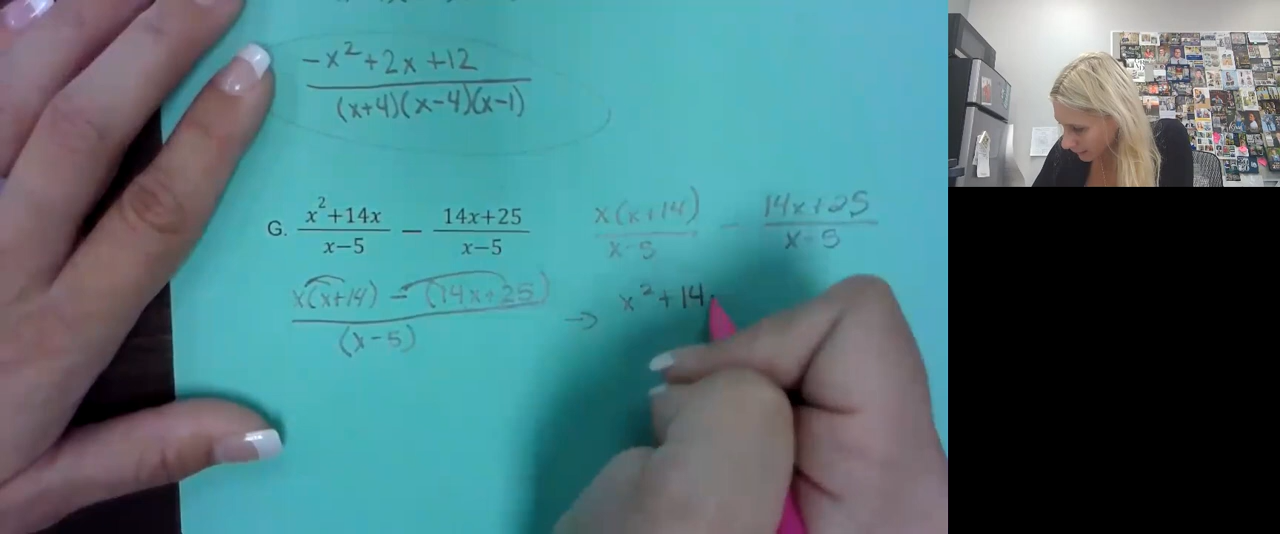 -x² + 2x + 12
(x+4)(x-4)(x-1)
G. x² + 14x / x − 5 − 14x + 25 / x − 5
x(x+14) / x-5 - 14x+25 / x-5
x(x+14) - (14x+25) / (x-5) → x² + 14